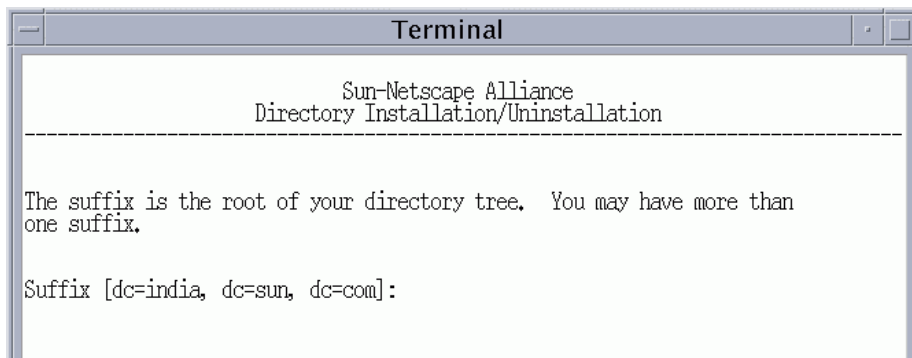 Terminal
Sun-Netscape Alliance
Directory Installation/Uninstallation
--------------------------------------------------------------------------------
The suffix is the root of your directory tree.  You may have more than
one suffix.
Suffix [dc=india, dc=sun, dc=com]: